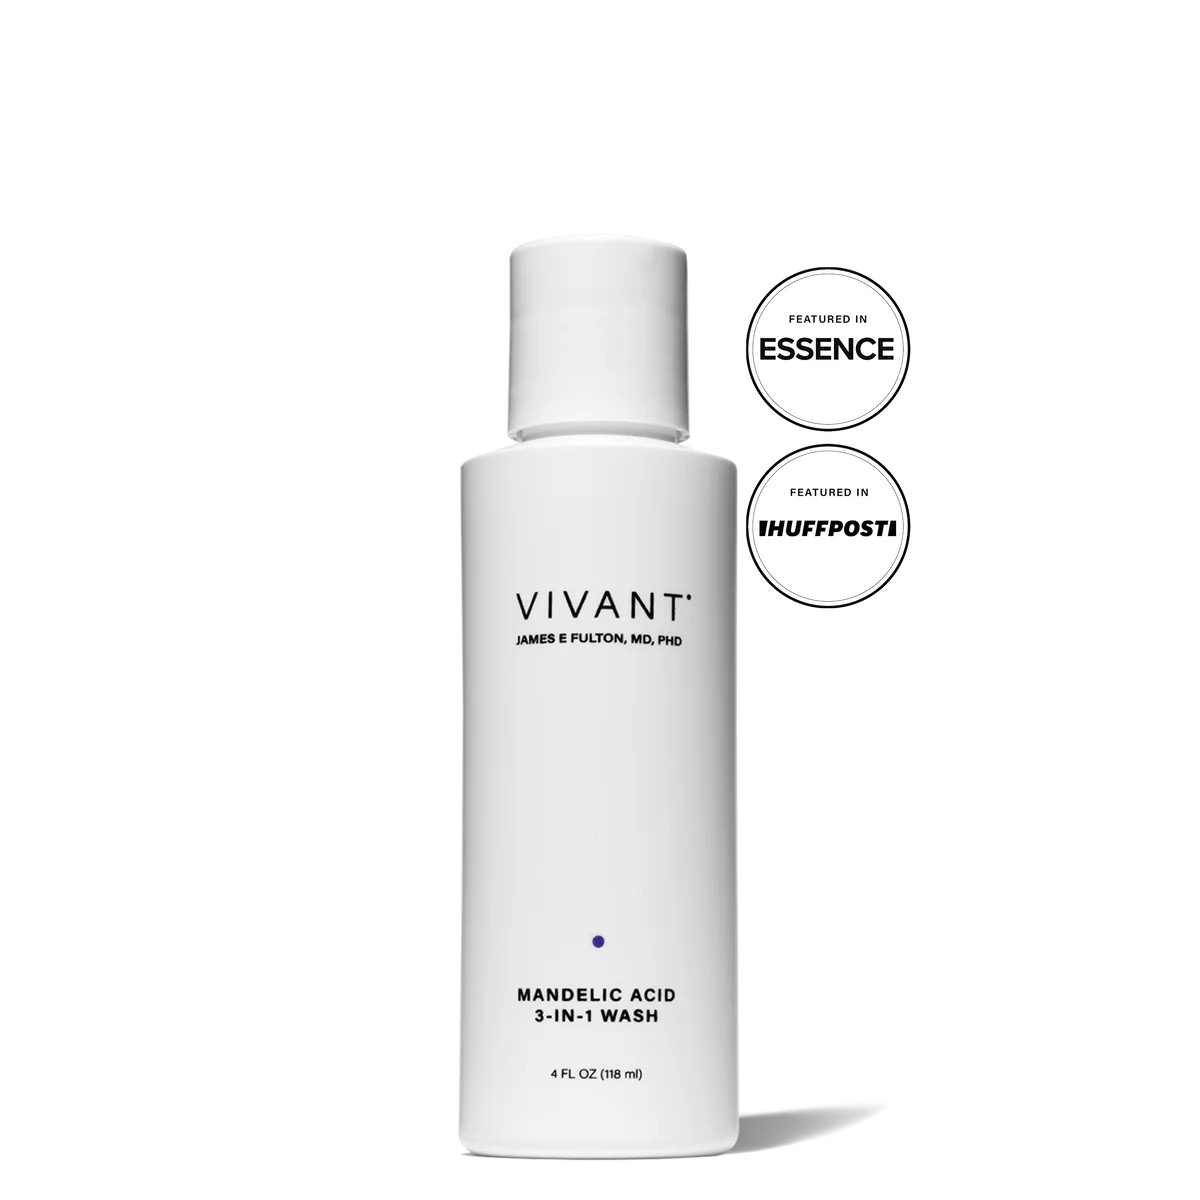 FEATURED IN
ESSENCE
FEATURED IN
HUFFPOST
VIVANT
JAMES E FULTON, MD, PHD
MANDELIC ACID
3-IN-1 WASH
4 FL OZ (118 ml)